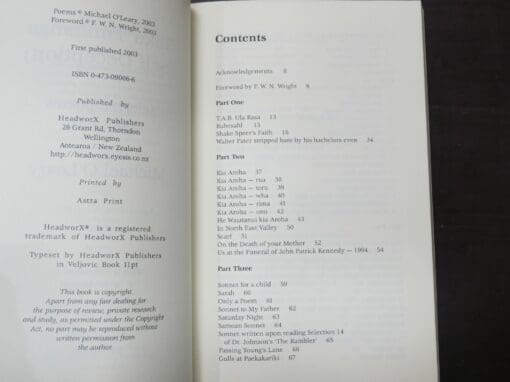 Poems © Michael O'Leary, 2003
Foreword © F. W. N. Wright, 2003
First published 2003
ISBN 0-473-09006-6
Published by
HeadworX Publishers
26 Grant Rd, Thorndon
Wellington
Aotearoa / New Zealand
http://headworx.eyesis.co.nz
Printed by
Astra Print
HeadworX® is a registered
trademark of HeadworX Publishers
Typeset by HeadworX Publishers
in Veljovic Book 11pt
This book is copyright.
Apart from any fair dealing for
the purpose of review, private research
and study, as permitted under the Copyright
Act, no part may be reproduced without
written permission from
the author.
Contents
Acknowledgements 8
Foreword by F. W. N. Wright 9
Part One
T.A.B. Ula Rasa 13
Rubesahl 15
Shake-Speer's Faith 16
Walter Pater stripped bare by his bachelors even 34
Part Two
Kia Aroha 37
Kia Aroha — rua 38
Kia Aroha — toru 39
Kia Aroha — wha 40
Kia Aroha — rima 41
Kia Aroha — ono 42
He Waiatanui kia Aroha 43
In North East Valley 50
Scarf 51
On the Death of your Mother 52
Us at the Funeral of John Patrick Kennedy — 1994 54
Part Three
Sonnet for a child 59
Sarah 60
Only a Poem 61
Sonnet to My Father 62
Saturday Night 63
Samoan Sonnet 64
Sonnet written upon reading Selection 14
of Dr. Johnson's 'The Rambler' 65
Passing Young's Lane 66
Gulls at Paekakariki 67